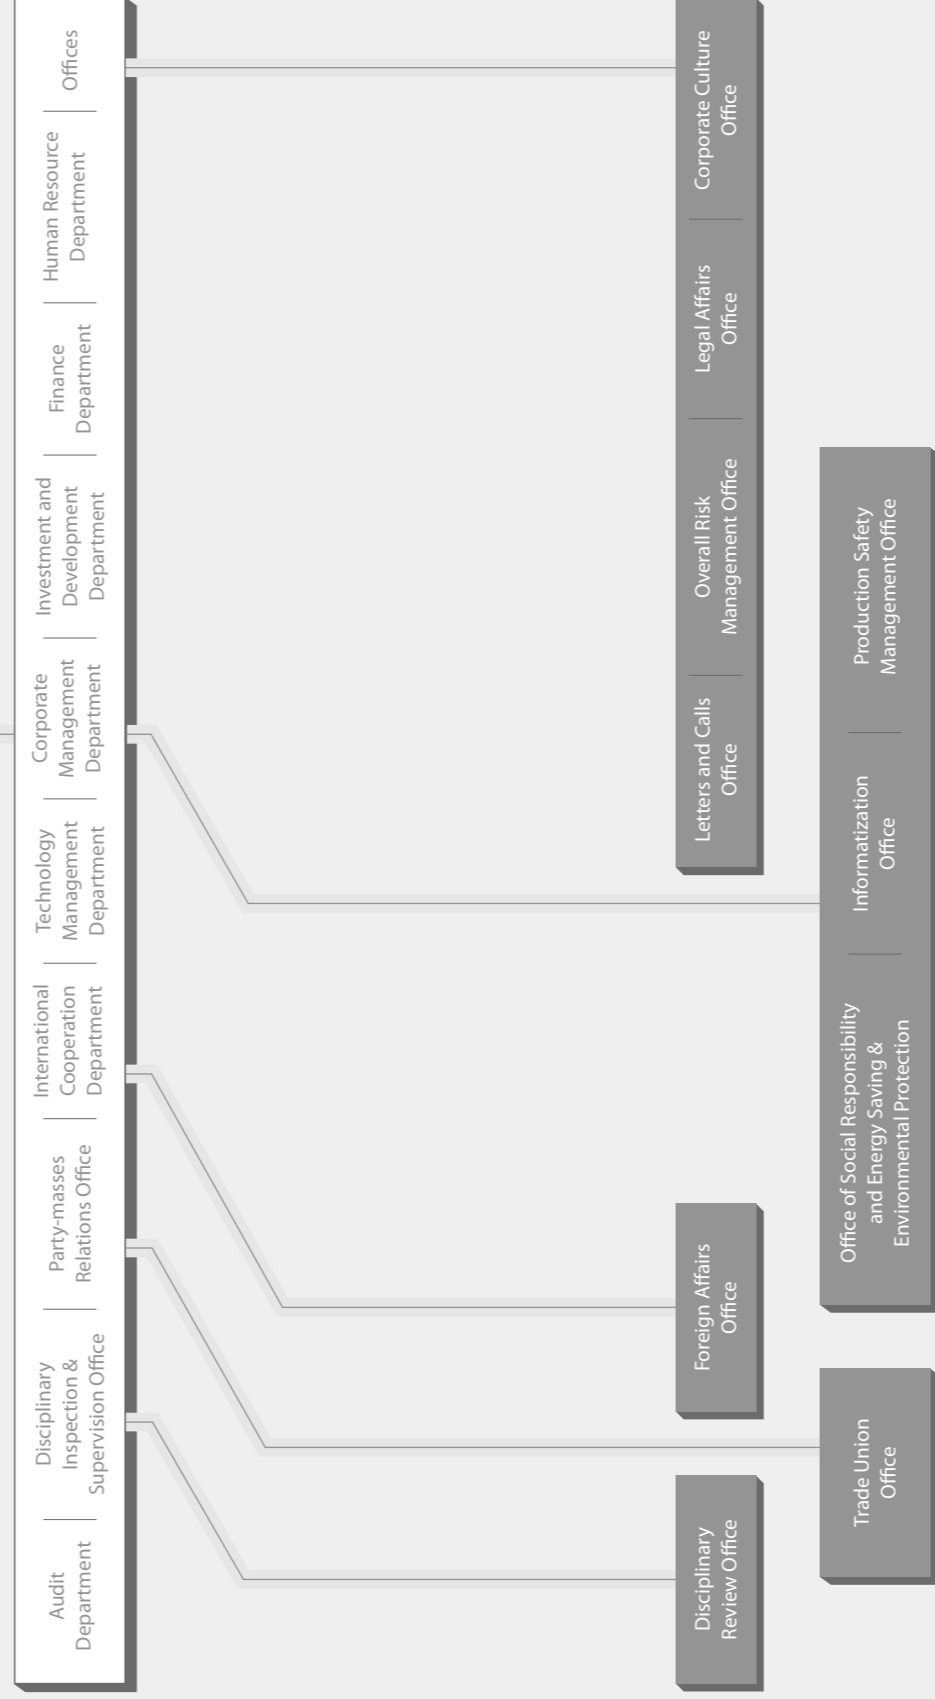 Offices
Human Resource
Department
Finance
Department
Investment and
Development
Department
Corporate
Management
Department
Technology
Management
Department
International
Cooperation
Department
Party-masses
Relations Office
Disciplinary
Inspection &
Supervision Office
Audit
Department
Corporate Culture
Office
Legal Affairs
Office
Overall Risk
Management Office
Letters and Calls
Office
Foreign Affairs
Office
Disciplinary
Review Office
Production Safety
Management Office
Informatization
Office
Office of Social Responsibility
and Energy Saving &
Environmental Protection
Trade Union
Office